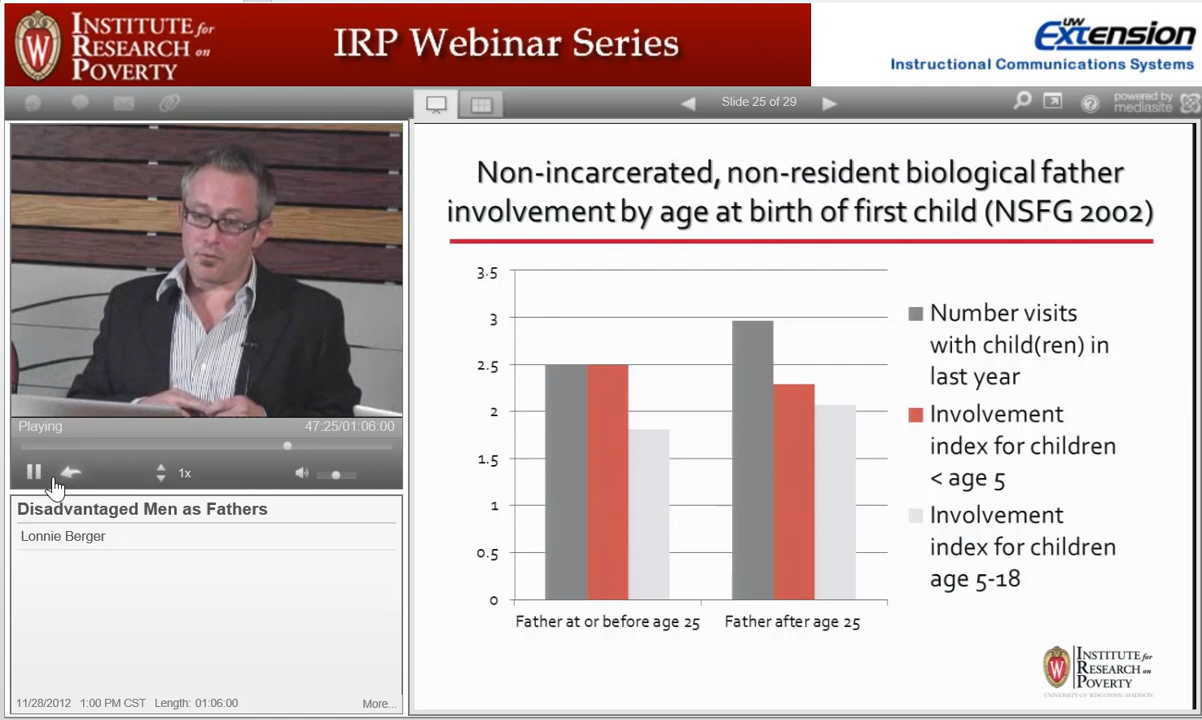 INSTITUTE for
RESEARCH on
POVERTY
IRP Webinar Series
UW
Extension
Instructional Communications Systems
Slide 25 of 29
powered by
mediasite
Playing
47:25/01:06:00
1x
Disadvantaged Men as Fathers
Lonnie Berger
11/28/2012 1:00 PM CST Length: 01:06:00
More...
Non-incarcerated, non-resident biological father
involvement by age at birth of first child (NSFG 2002)
3.5
3
2.5
2
1.5
1
0.5
0
Father at or before age 25
Father after age 25
Number visits
with child(ren) in
last year
Involvement
index for children
< age 5
Involvement
index for children
age 5-18
INSTITUTE for
RESEARCH on
POVERTY
UNIVERSITY OF WISCONSIN-MADISON